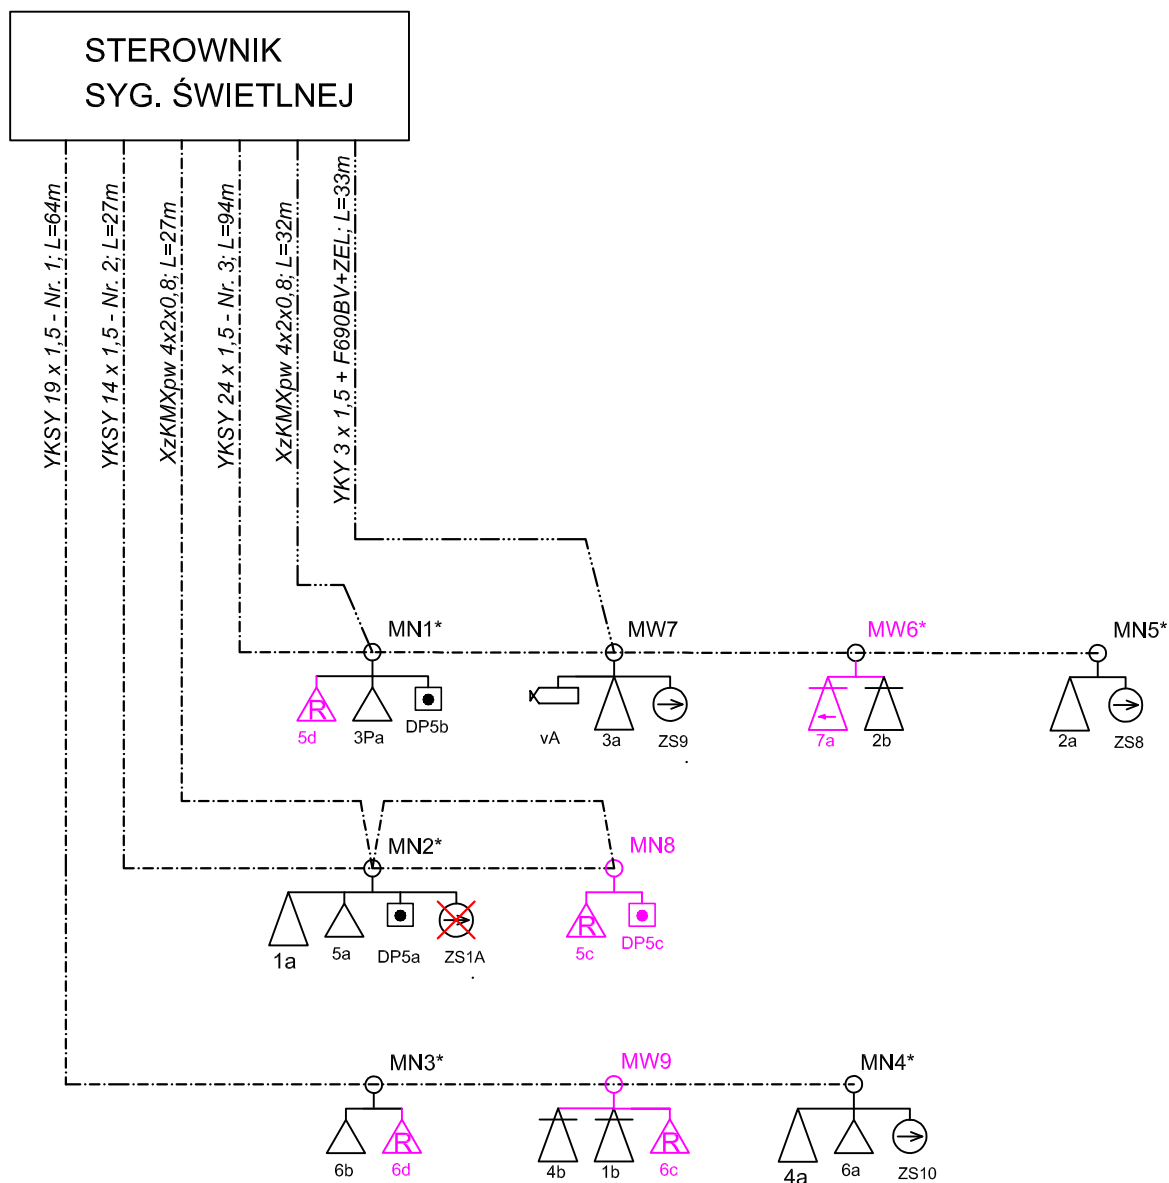 STEROWNIK
SYG. ŚWIETLNEJ
YKSY 19 x 1,5 - Nr. 1; L=64m
YKSY 14 x 1,5 - Nr. 2; L=27m
XzKMXpw 4x2x0,8; L=27m
YKSY 24 x 1,5 - Nr. 3; L=94m
XzKMXpw 4x2x0,8; L=32m
YKY 3 x 1,5 + F690BV+ZEL; L=33m
MN1*
MW7
MW6*
MN5*
R
5d
3Pa
DP5b
vA
3a
ZS9
7a
2b
2a
ZS8
MN2*
MN8
1a
5a
DP5a
ZS1A
R
5c
DP5c
MN3*
MW9
MN4*
6b
R
6d
4b
1b
R
6c
4a
6a
ZS10